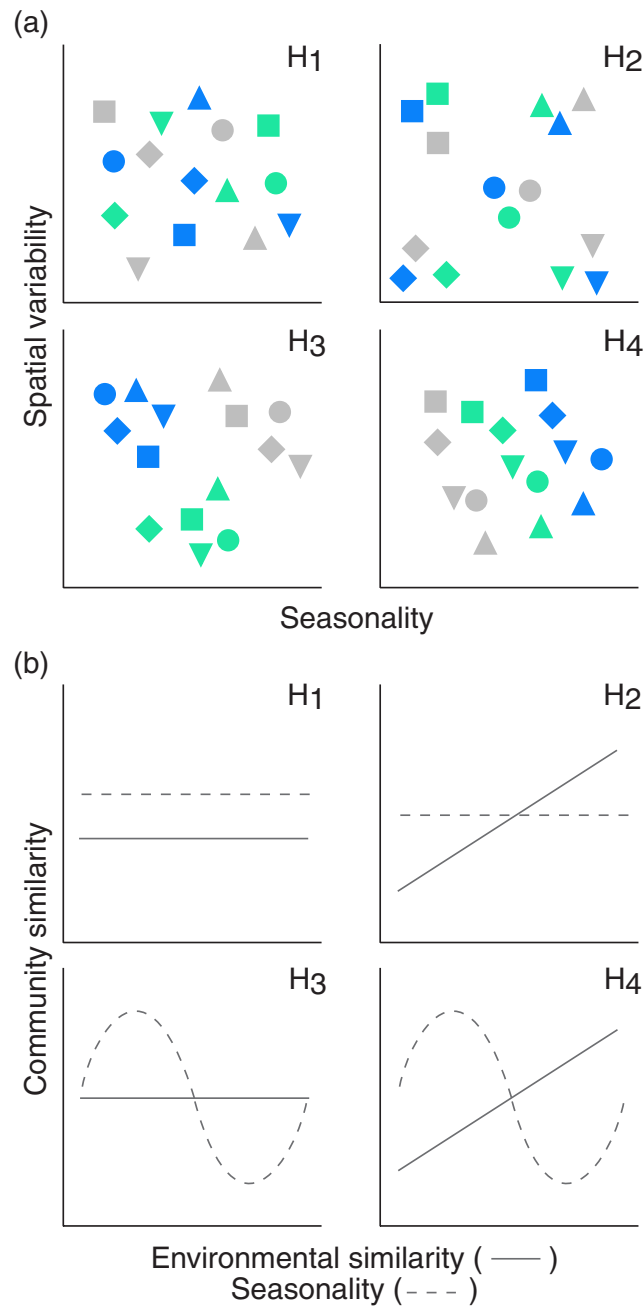 (a)
H1
H2
H3
H4
Spatial variability
Seasonality
(b)
H1
H2
H3
H4
Community similarity
Environmental similarity ( —— )
Seasonality ( - - - )